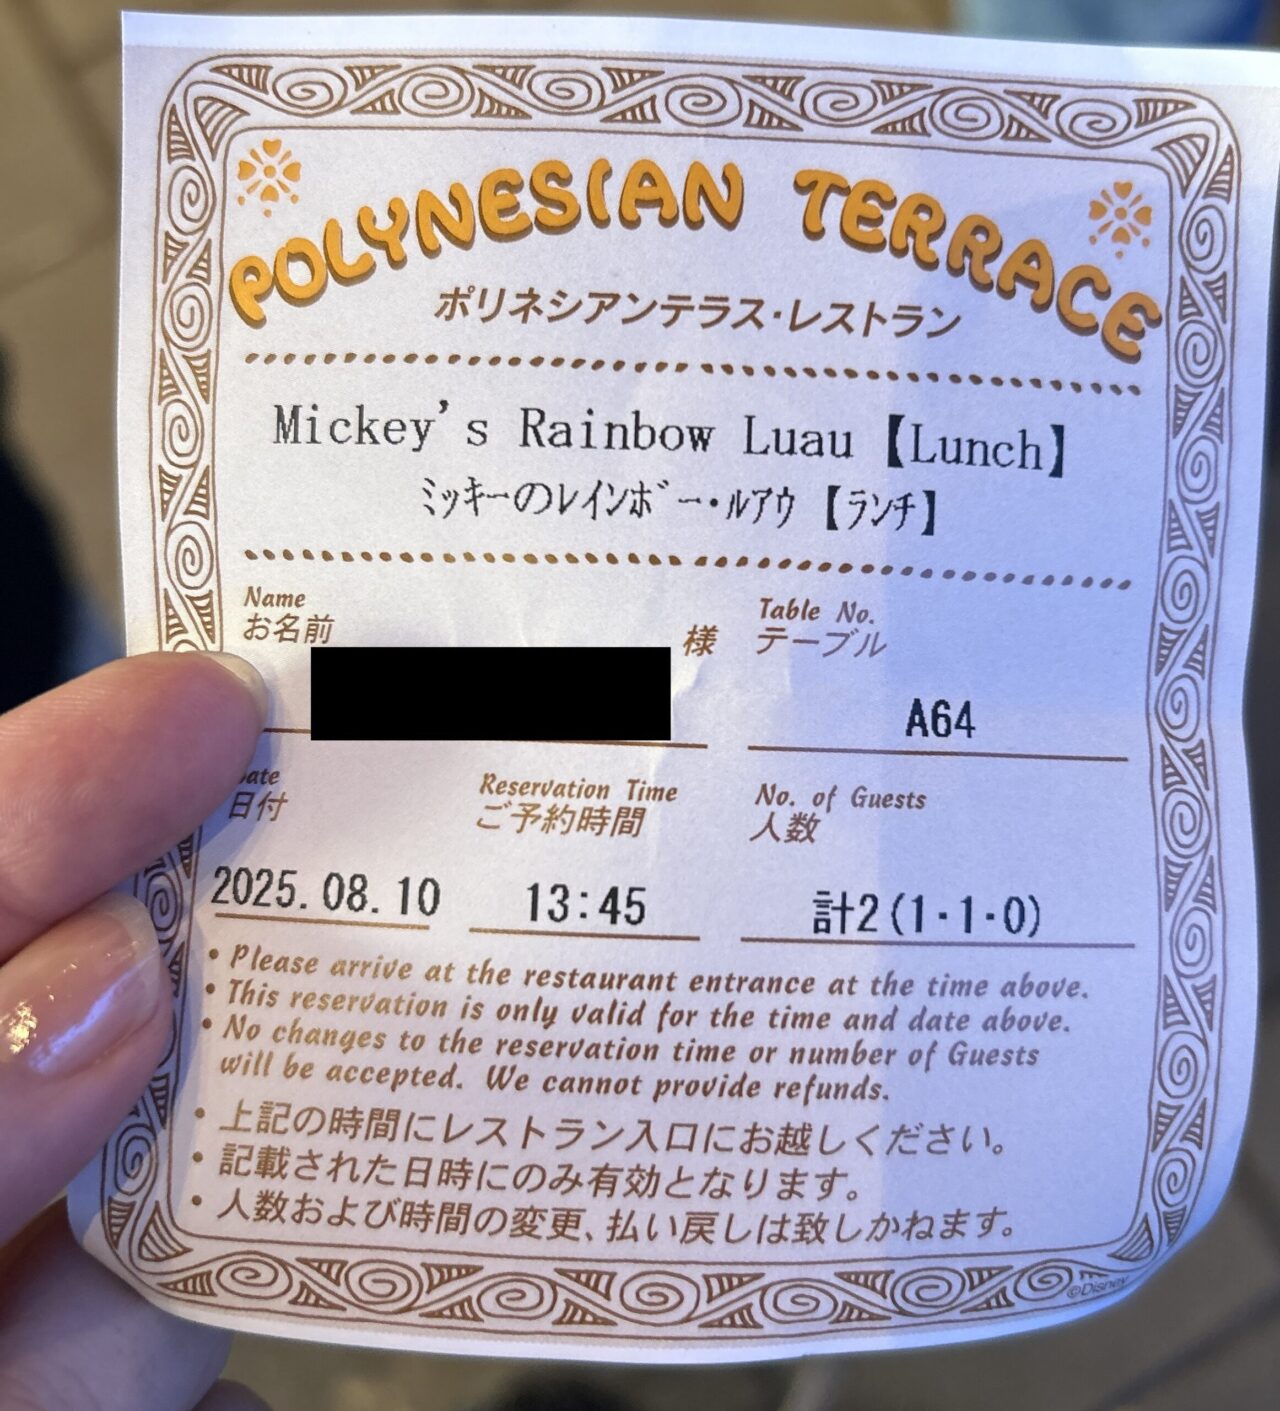 POLYNESIAN TERRACE
ポリネシアンテラス・レストラン
Mickey's Rainbow Luau【Lunch】
ﾐｯｷｰのﾚｲﾝﾎﾞｰ・ﾙｱｳ【ﾗﾝﾁ】
Name
お名前
様
Table No.
テーブル
A64
ate
日付
Reservation Time
ご予約時間
No. of Guests
人数
2025.08.10
13:45
計2(1・1・0)
• Please arrive at the restaurant entrance at the time above.
• This reservation is only valid for the time and date above.
• No changes to the reservation time or number of Guests
will be accepted. We cannot provide refunds.
• 上記の時間にレストラン入口にお越しください。
• 記載された日時にのみ有効となります。
• 人数および時間の変更、払い戻しは致しかねます。
©Disney